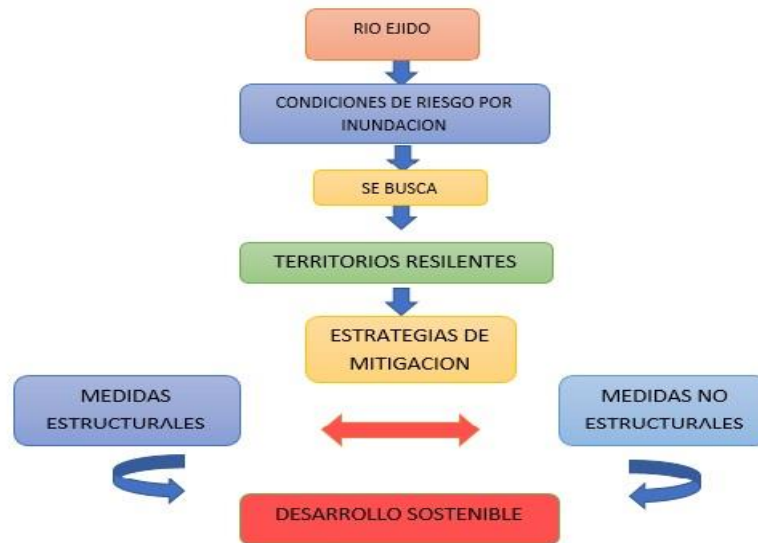 RIO EJIDO
CONDICIONES DE RIESGO POR
INUNDACION
SE BUSCA
TERRITORIOS RESILENTES
ESTRATEGIAS DE
MITIGACION
MEDIDAS
ESTRUCTURALES
MEDIDAS NO
ESTRUCTURALES
DESARROLLO SOSTENIBLE